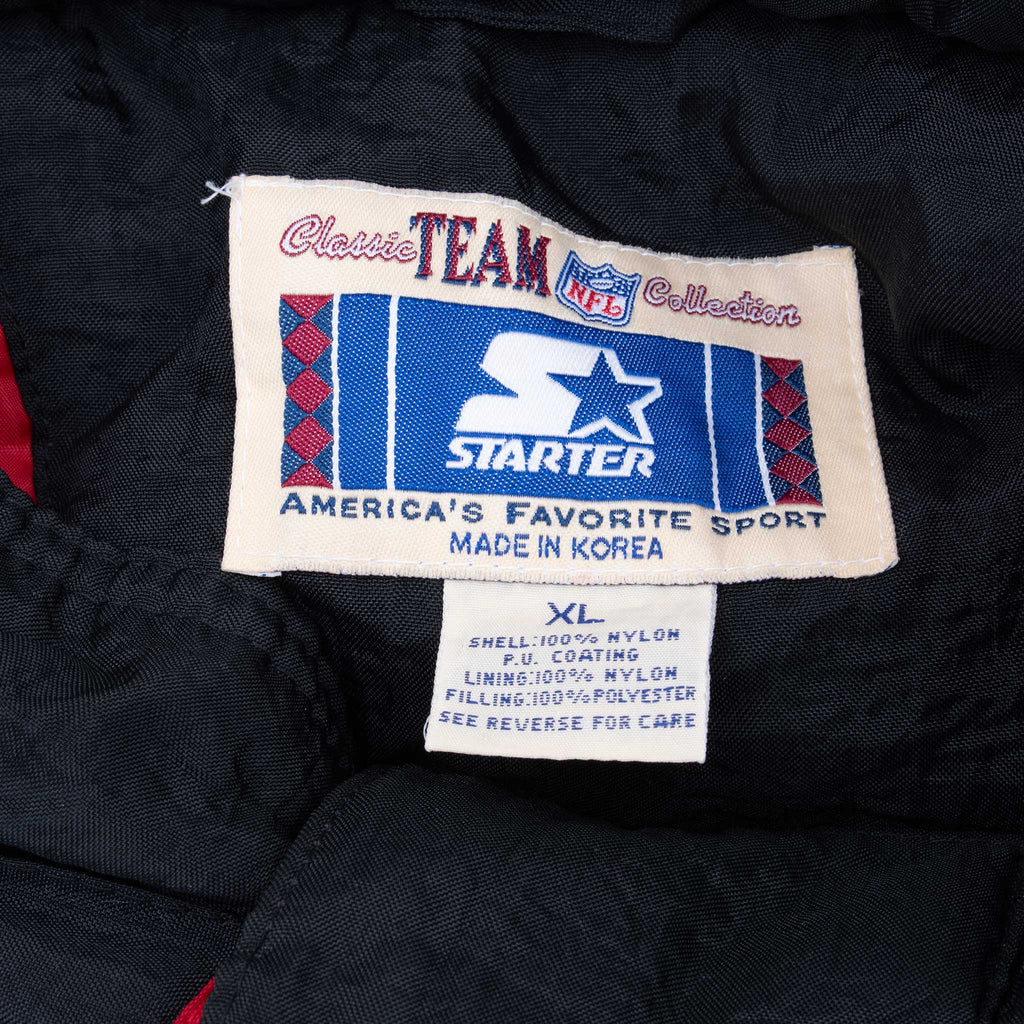 Classic TEAM NFL Collection
STARTER
AMERICA'S FAVORITE SPORT
MADE IN KOREA
XL
SHELL:100% NYLON
P.U. COATING
LINING:100% NYLON
FILLING:100% POLYESTER
SEE REVERSE FOR CARE